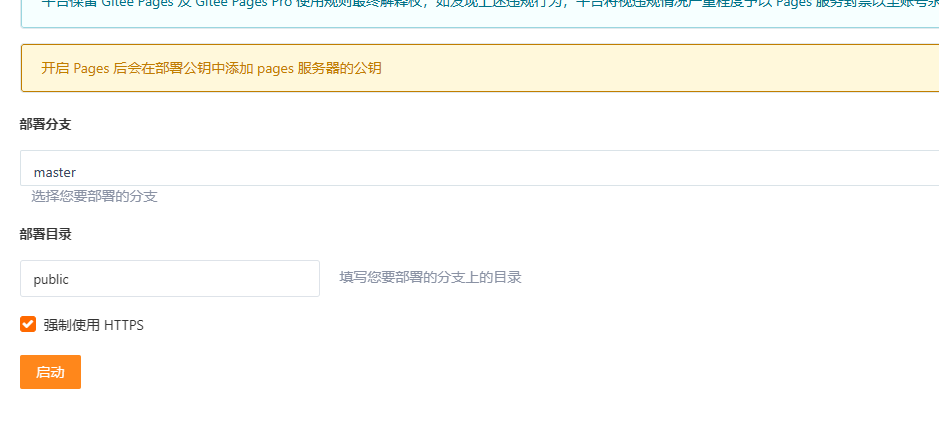 平台保留 Gitee Pages 及 Gitee Pages Pro 使用规则最终解释权，如发现上述违规行为，平台将视违规情况严重程度予以 Pages 服务封禁以至账号
开启 Pages 后会在部署公钥中添加 pages 服务器的公钥
部署分支
master
选择您要部署的分支
部署目录
public
填写您要部署的分支上的目录
强制使用 HTTPS
启动